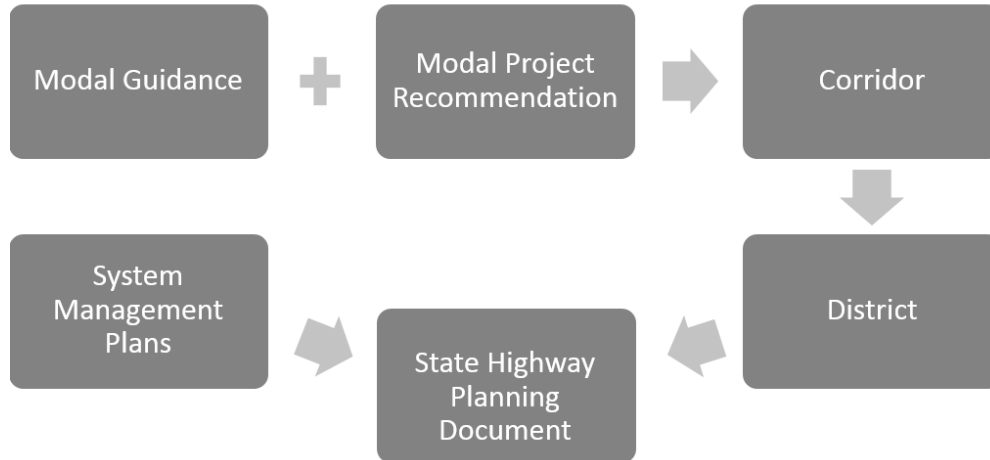 Modal Guidance
Modal Project
Recommendation
Corridor
System
Management
Plans
State Highway
Planning
Document
District